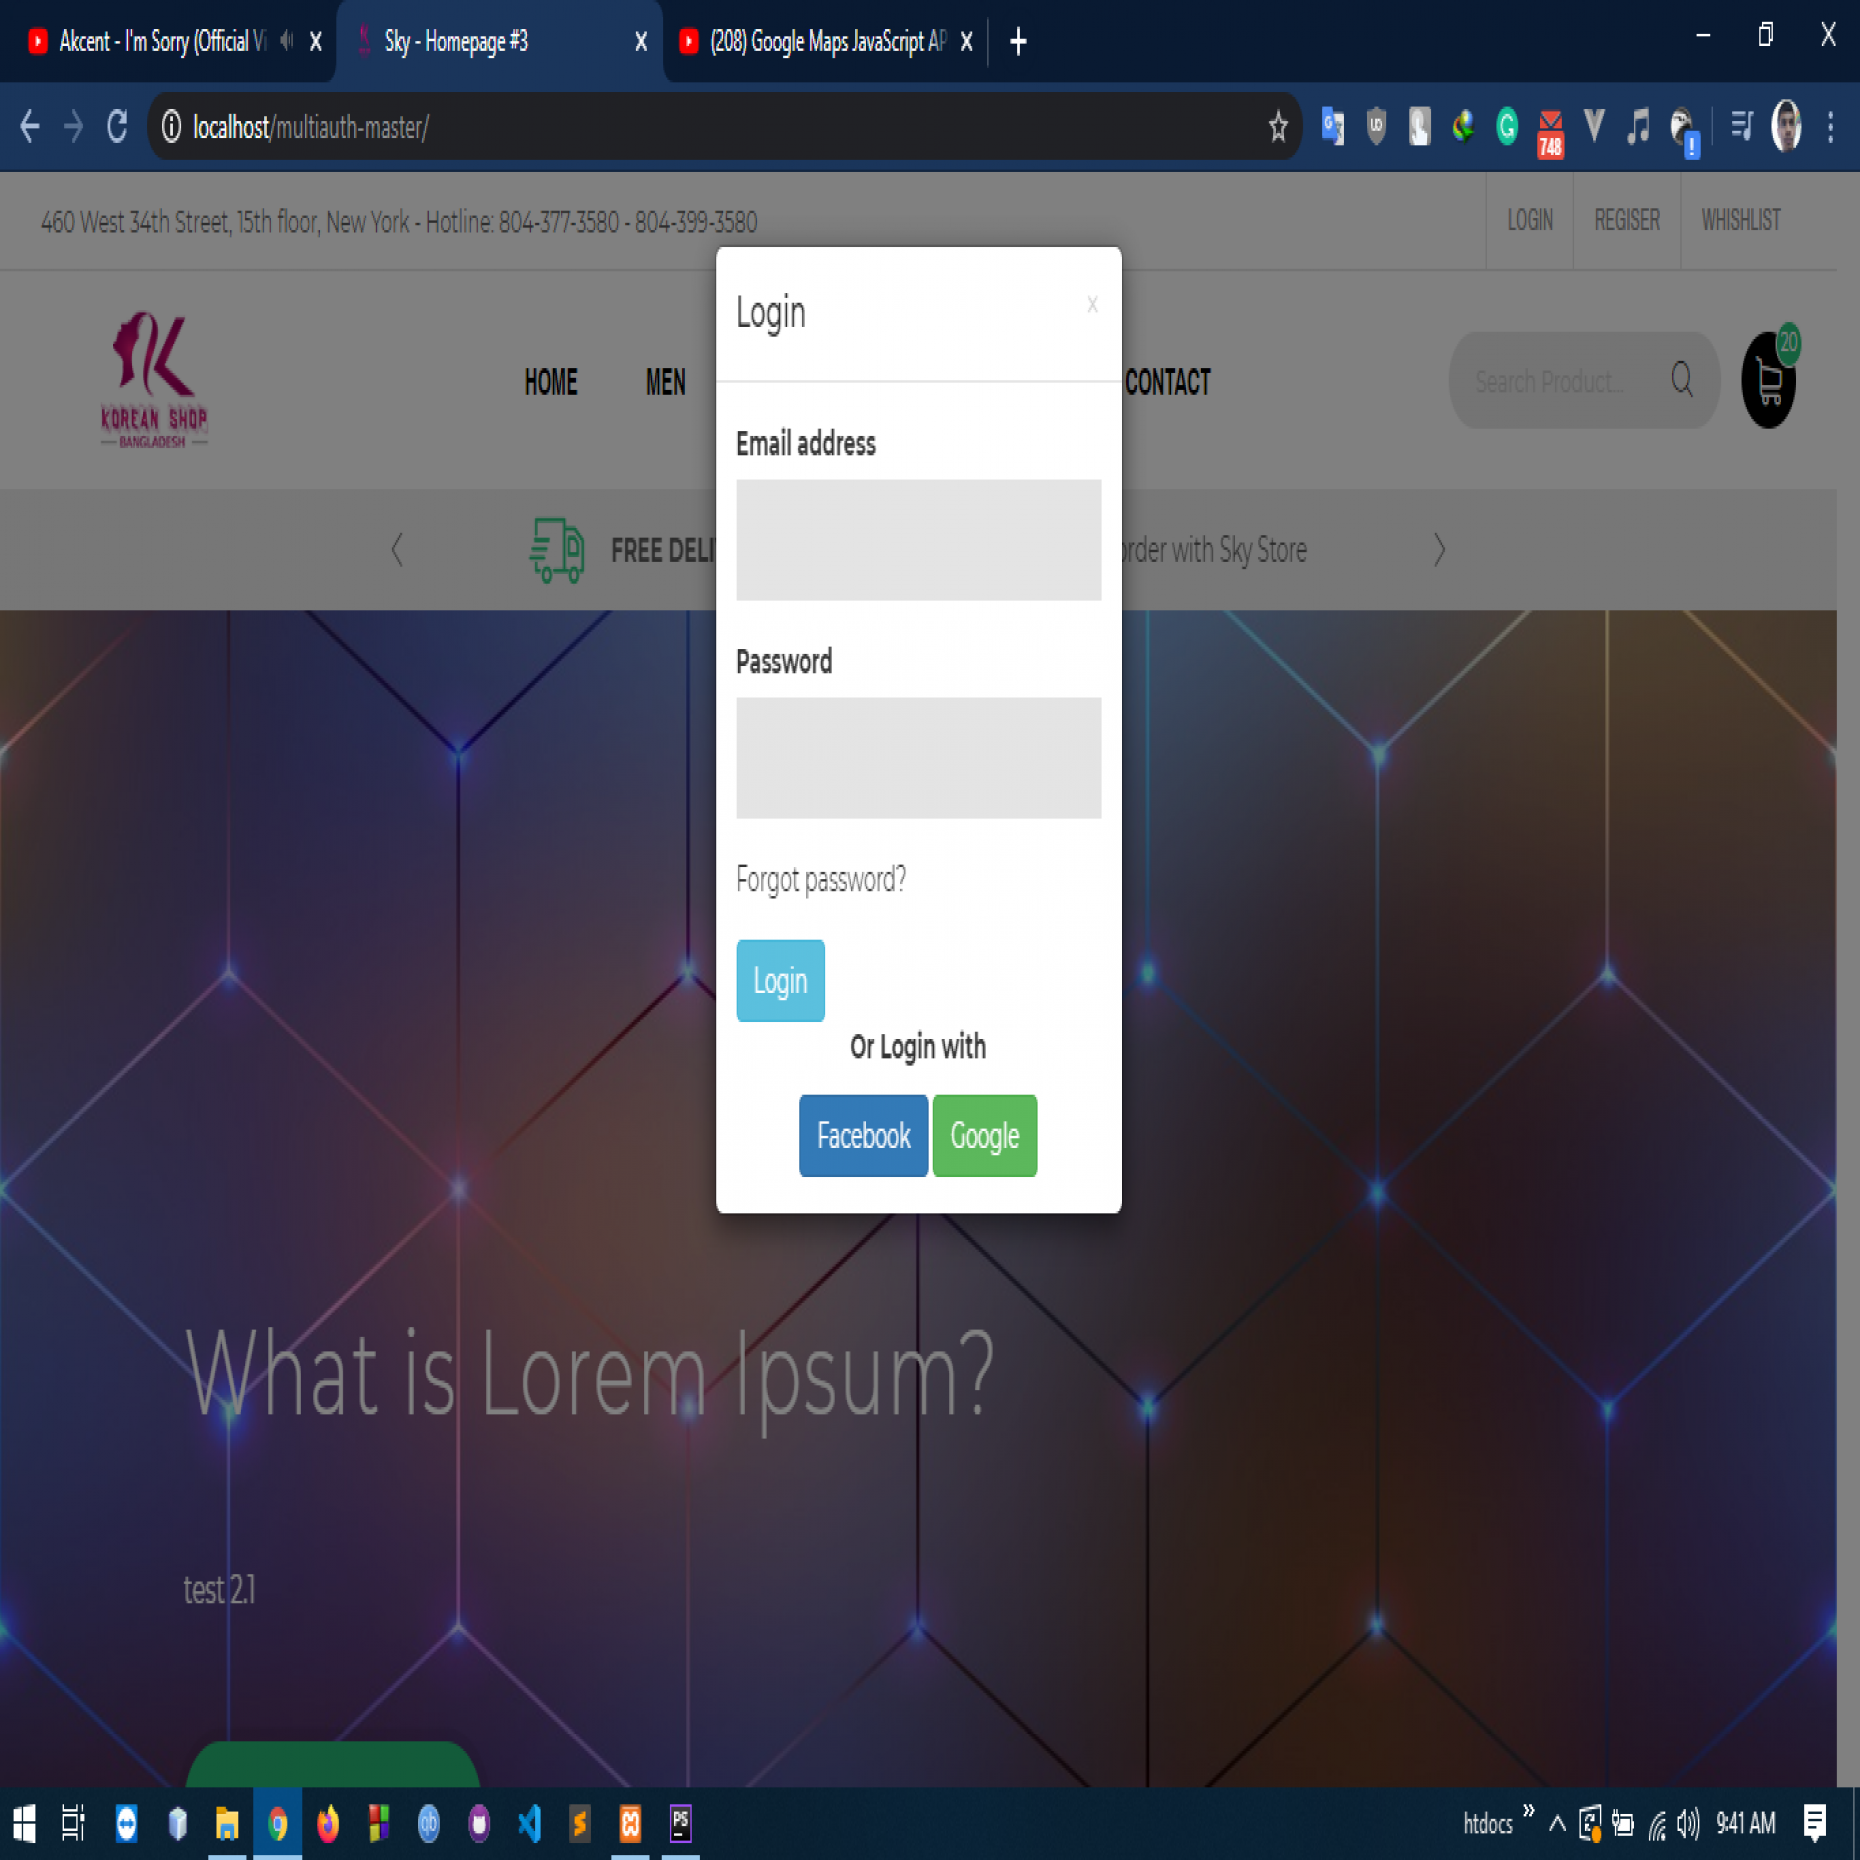 Akcent - I'm Sorry (Official Vi
Sky - Homepage #3
(208) Google Maps JavaScript AP
localhost/multiauth-master/
748
460 West 34th Street, 15th floor, New York - Hotline: 804-377-3580 - 804-399-3580
LOGIN
REGISER
WHISHLIST
Login
x
KOREAN SHOP
BANGLADESH
HOME
MEN
CONTACT
Search Product...
20
Email address
FREE DELI
order with Sky Store
Password
Forgot password?
Login
Or Login with
Facebook
Google
What is Lorem Ipsum?
test 2.1
htdocs
9:41 AM